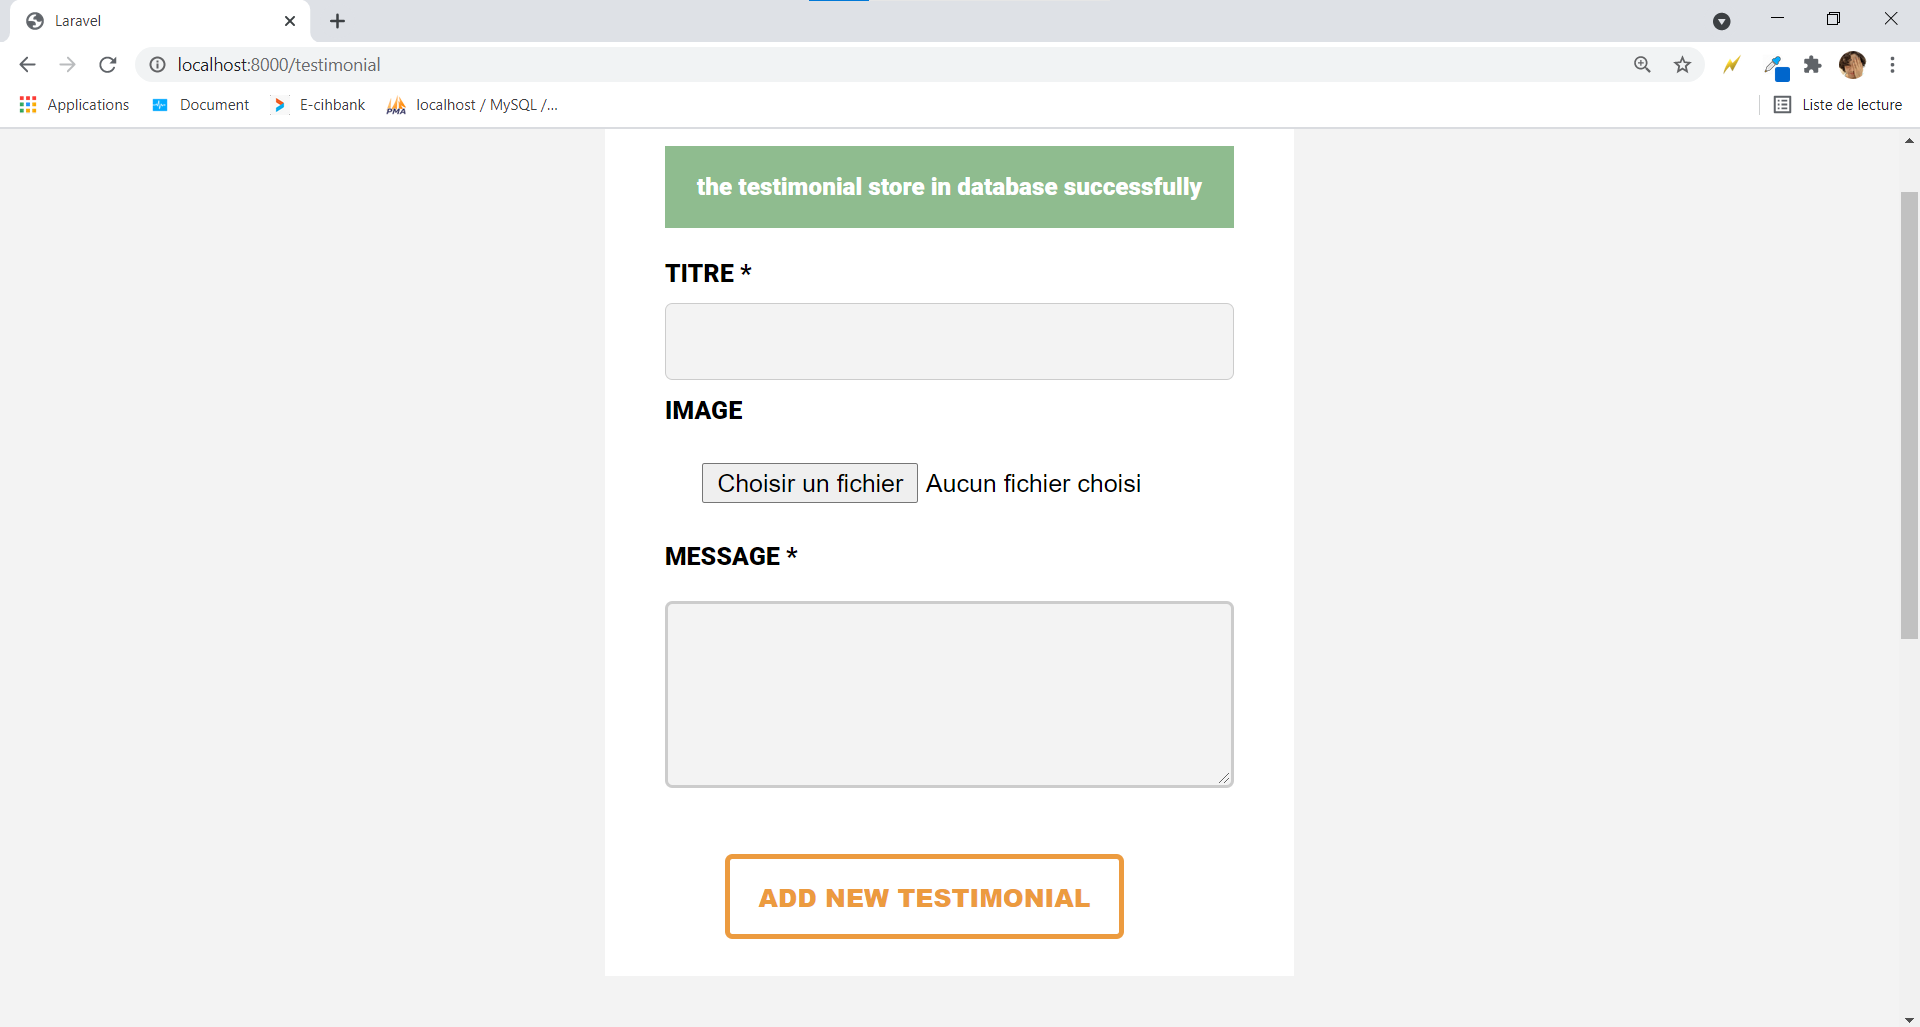 Laravel
localhost:8000/testimonial
Applications Document E-cihbank PMA localhost / MySQL /... Liste de lecture
the testimonial store in database successfully
TITRE *
IMAGE
Choisir un fichier Aucun fichier choisi
MESSAGE *
ADD NEW TESTIMONIAL